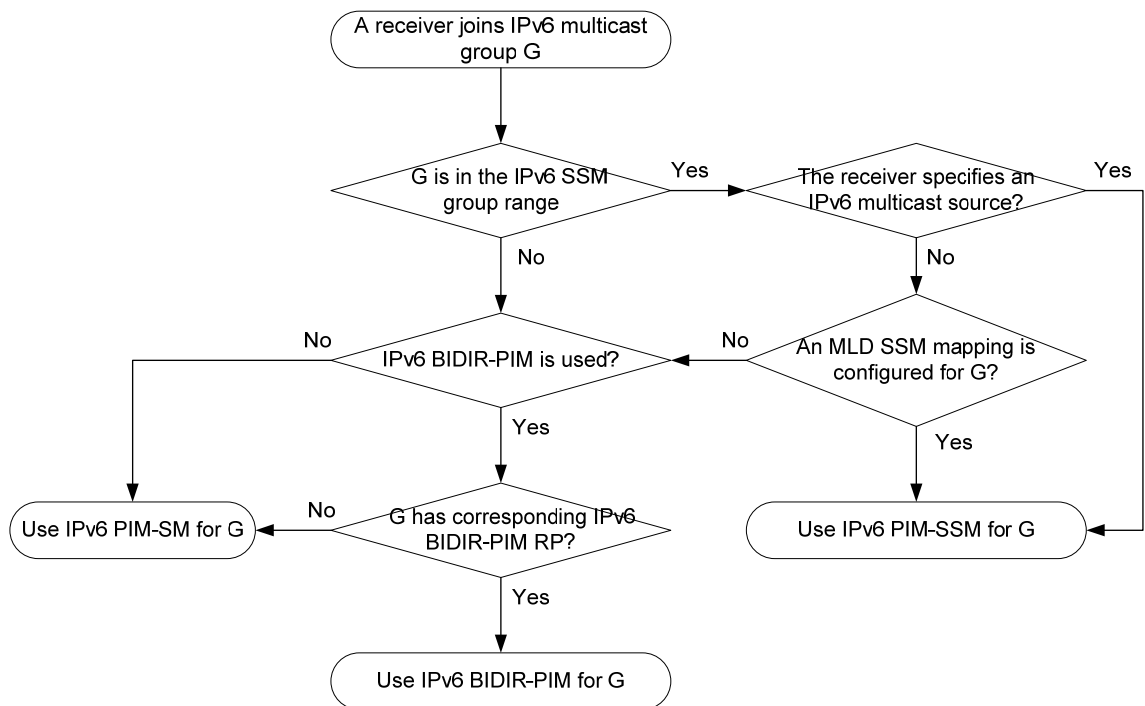 A receiver joins IPv6 multicast
group G
G is in the IPv6 SSM
group range
Yes
The receiver specifies an
IPv6 multicast source?
Yes
No
No
No
IPv6 BIDIR-PIM is used?
No
An MLD SSM mapping is
configured for G?
Yes
Yes
Use IPv6 PIM-SM for G
No
G has corresponding IPv6
BIDIR-PIM RP?
Use IPv6 PIM-SSM for G
Yes
Use IPv6 BIDIR-PIM for G